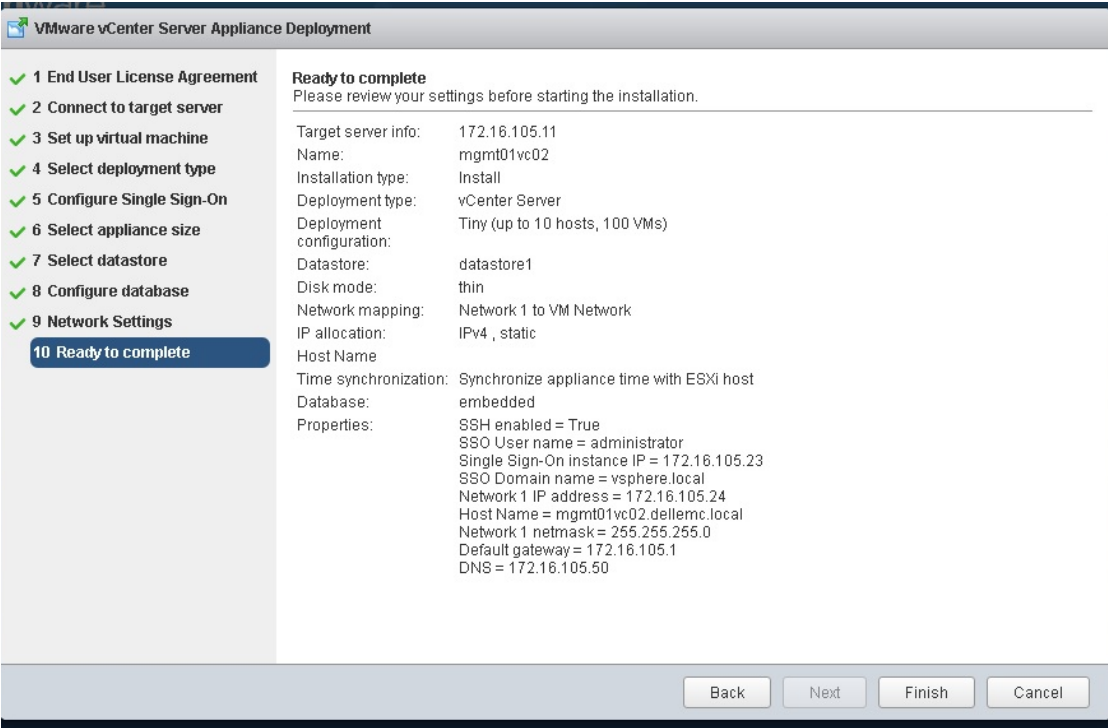 VMware vCenter Server Appliance Deployment
1 End User License Agreement
2 Connect to target server
3 Set up virtual machine
4 Select deployment type
5 Configure Single Sign-On
6 Select appliance size
7 Select datastore
8 Configure database
9 Network Settings
10 Ready to complete
Ready to complete
Please review your settings before starting the installation.
Target server info: 172.16.105.11
Name: mgmt01vc02
Installation type: Install
Deployment type: vCenter Server
Deployment Tiny (up to 10 hosts, 100 VMs)
configuration:
Datastore: datastore1
Disk mode: thin
Network mapping: Network 1 to VM Network
IP allocation: IPv4 , static
Host Name
Time synchronization: Synchronize appliance time with ESXi host
Database: embedded
Properties: SSH enabled = True
SSO User name = administrator
Single Sign-On instance IP = 172.16.105.23
SSO Domain name = vsphere.local
Network 1 IP address = 172.16.105.24
Host Name = mgmt01vc02.dellemc.local
Network 1 netmask = 255.255.255.0
Default gateway = 172.16.105.1
DNS = 172.16.105.50
Back Next Finish Cancel